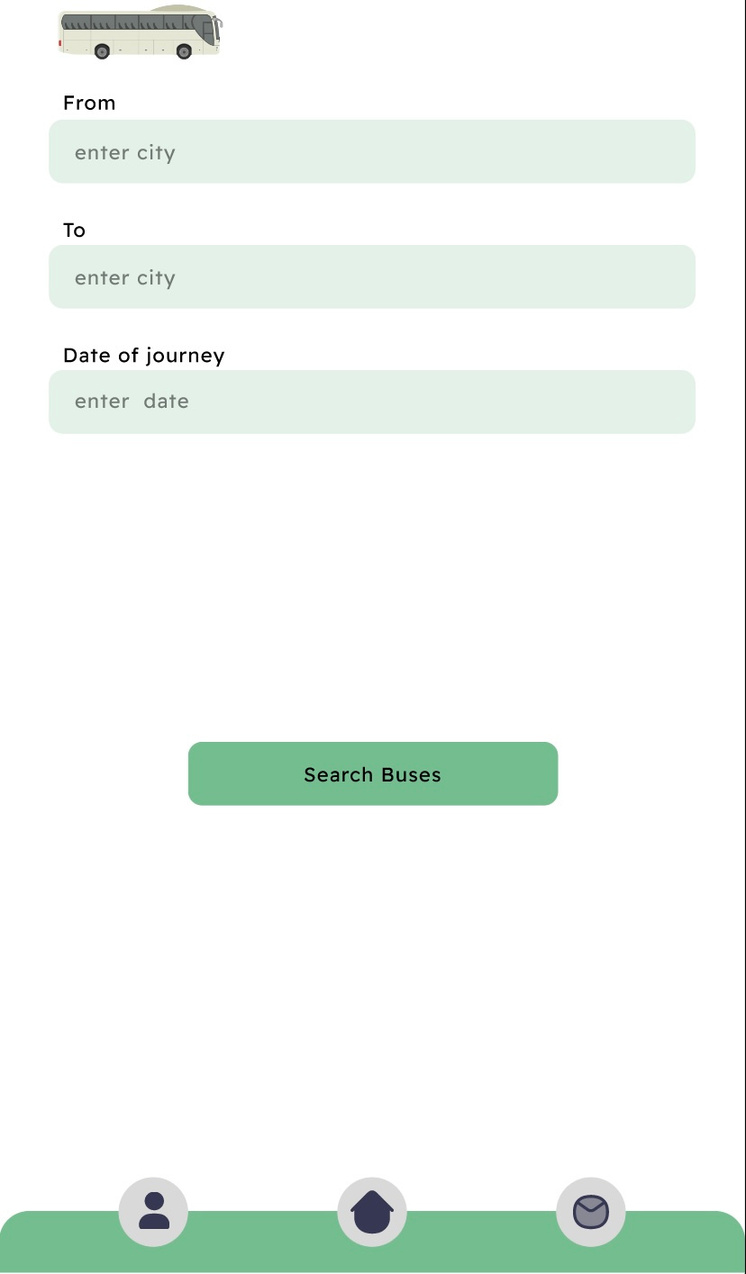 From
enter city
To
enter city
Date of journey
enter  date
Search Buses